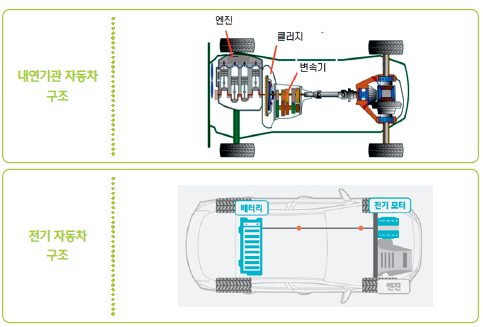 내연기관 자동차
구조
엔진
클러지
변속기
전기 자동차
구조
배터리
전기 모터
엔진